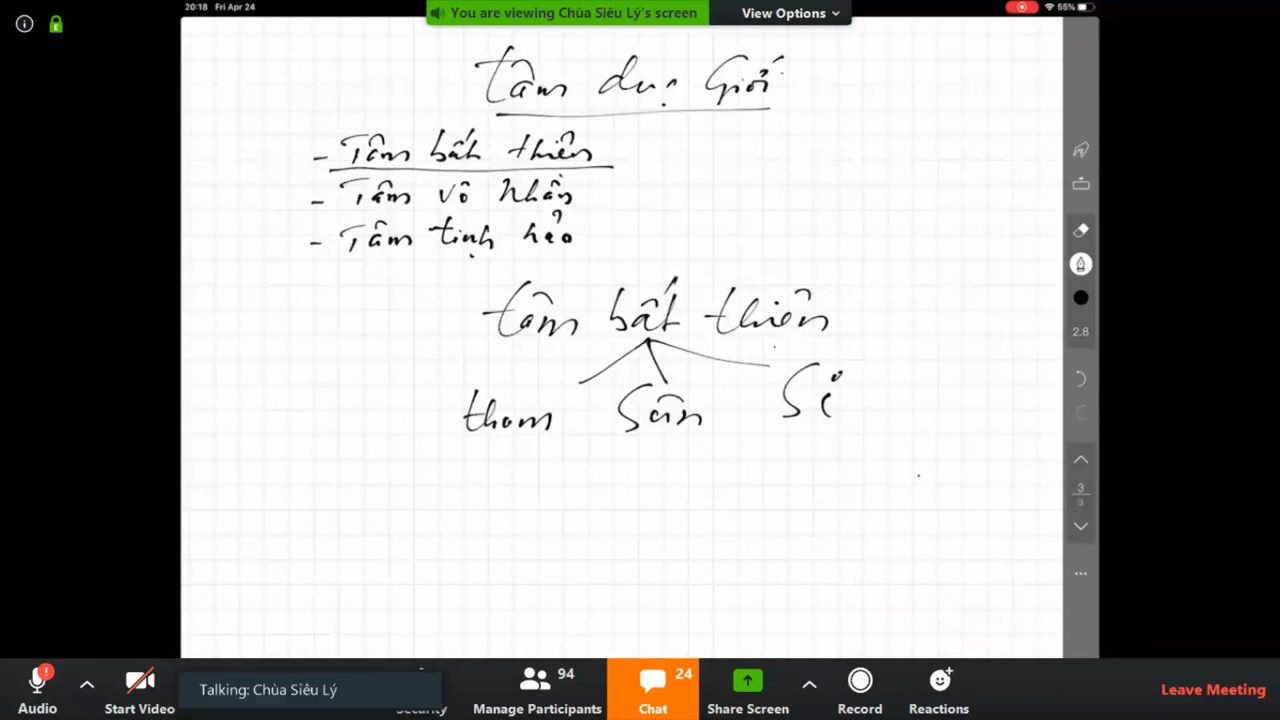 20:18 Fri Apr 24
You are viewing Chùa Siêu Lý's screen
View Options
55%
Tâm dục Giới
- Tâm bất thiện
- Tâm vô Nhân
- Tâm tịnh hảo
tâm bất thiện
tham Sân Si
2.8
3
3
Talking: Chùa Siêu Lý
94
24
Audio
Start Video
Security
Manage Participants
Chat
Share Screen
Record
Reactions
Leave Meeting